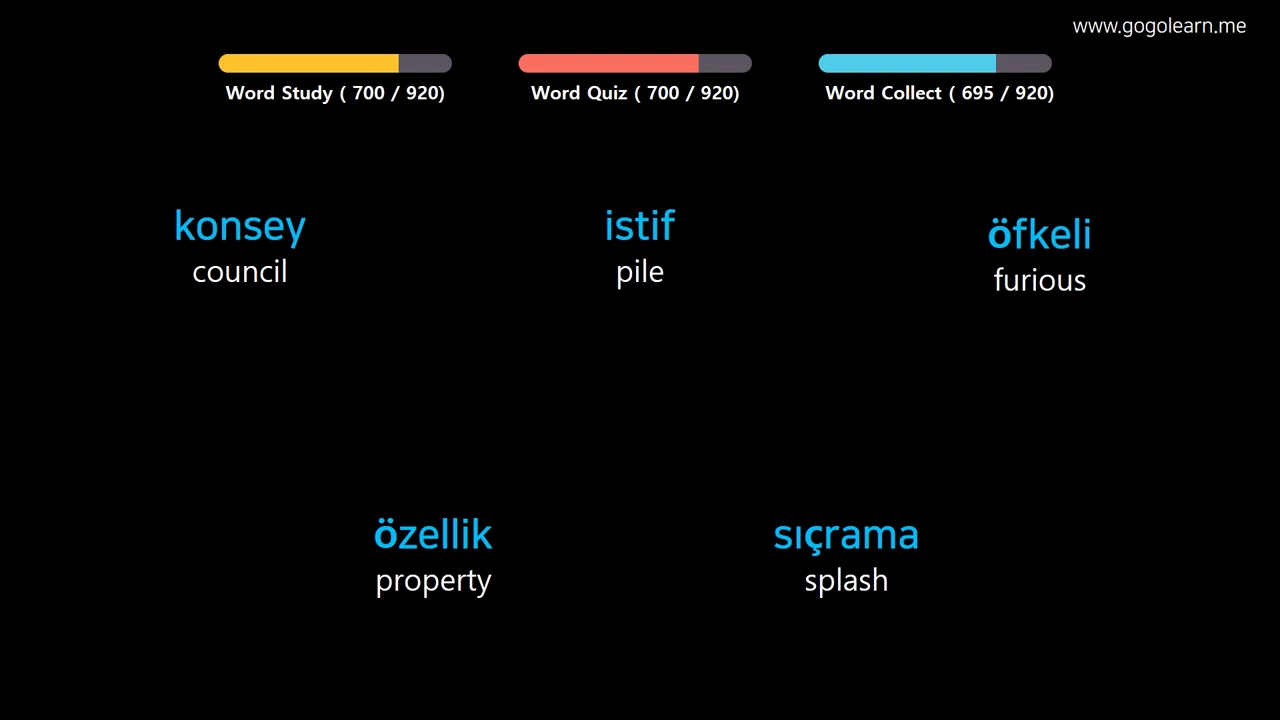 www.gogolearn.me
Word Study ( 700 / 920)
Word Quiz ( 700 / 920)
Word Collect ( 695 / 920)
konsey
council
istif
pile
öfkeli
furious
özellik
property
sıçrama
splash